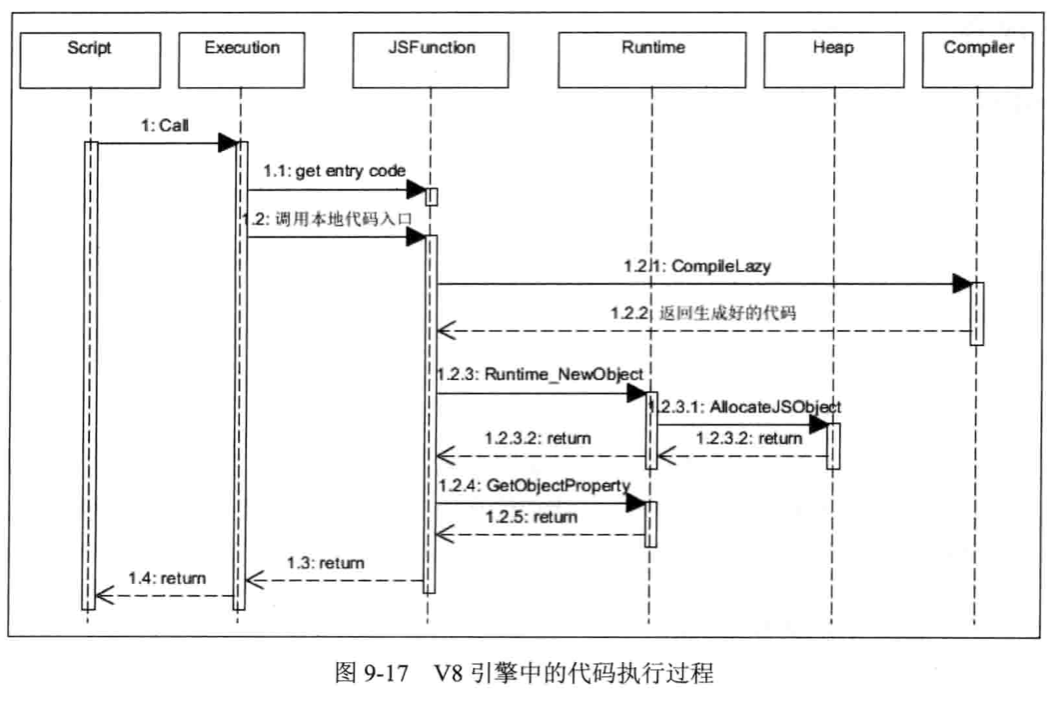 Script Execution JSFunction Runtime Heap Compiler
1: Call
1.1: get entry code
1.2: 调用本地代码入口
1.2.1: CompileLazy
1.2.2: 返回生成好的代码
1.2.3: Runtime_NewObject
1.2.3.1: AllocateJSObject
1.2.3.2: return 1.2.3.2: return
1.2.4: GetObjectProperty
1.2.5: return
1.3: return
1.4: return
图 9-17 V8 引擎中的代码执行过程